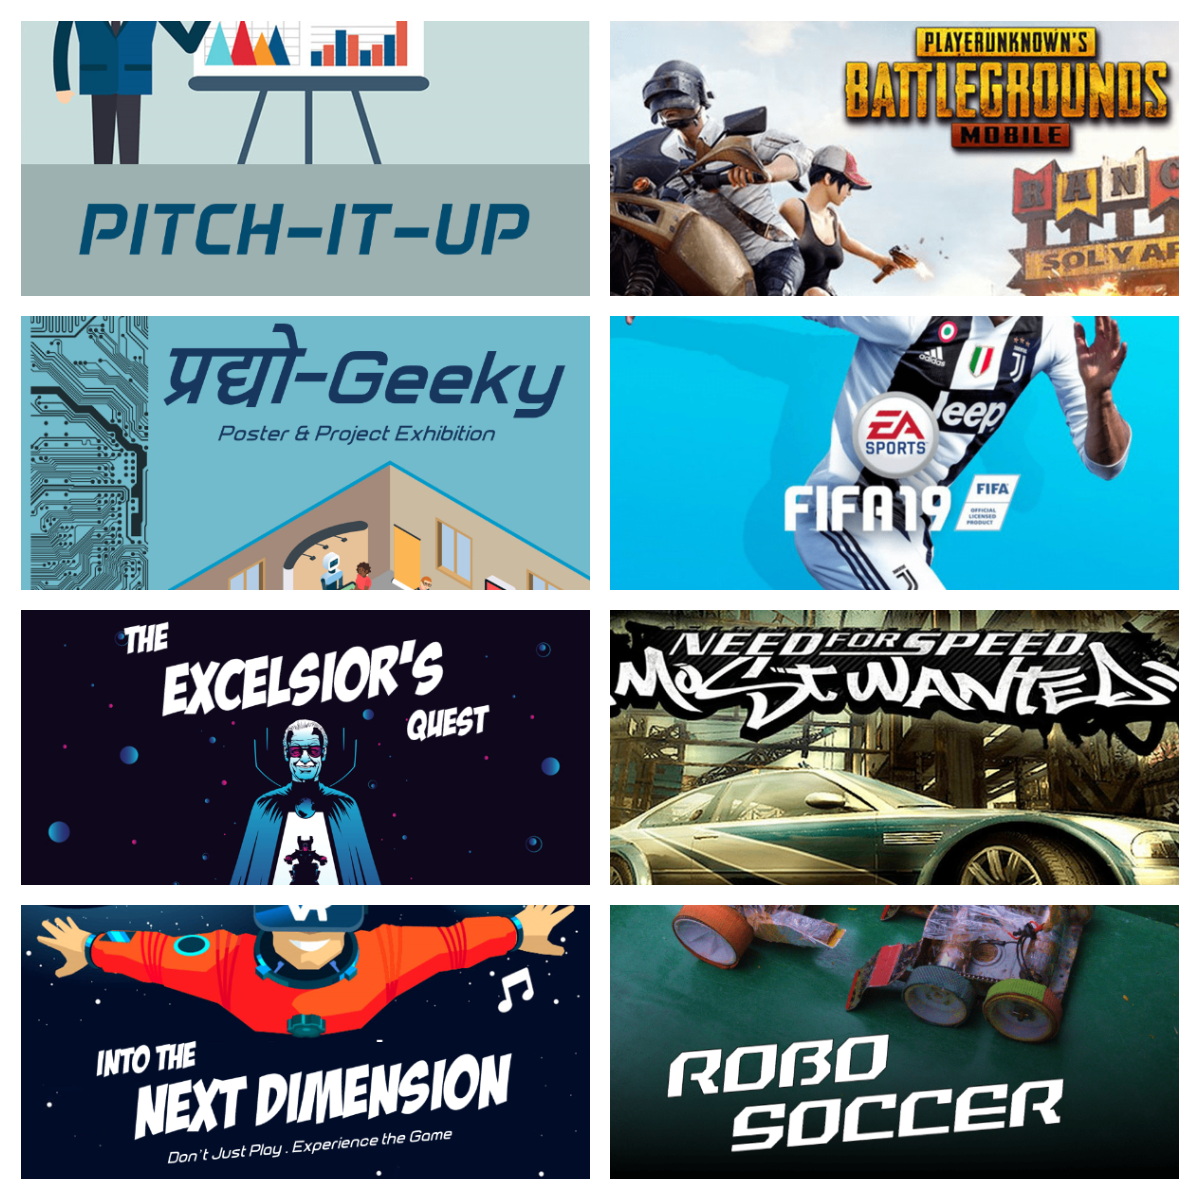 PITCH-IT-UP
PLAYERUNKNOWN'S
BATTLEGROUNDS
MOBILE
RANC
SOLYAR
प्रद्यो-Geeky
Poster & Project Exhibition
adidas
Jeep
EA
SPORTS
FIFA19
FIFA
OFFICIAL
LICENSED
PRODUCT
THE
EXCELSIOR'S
QUEST
NEED FOR SPEED
MOST WANTED
VR
INTO THE
NEXT DIMENSION
Don't Just Play . Experience the Game
ROBO
SOCCER